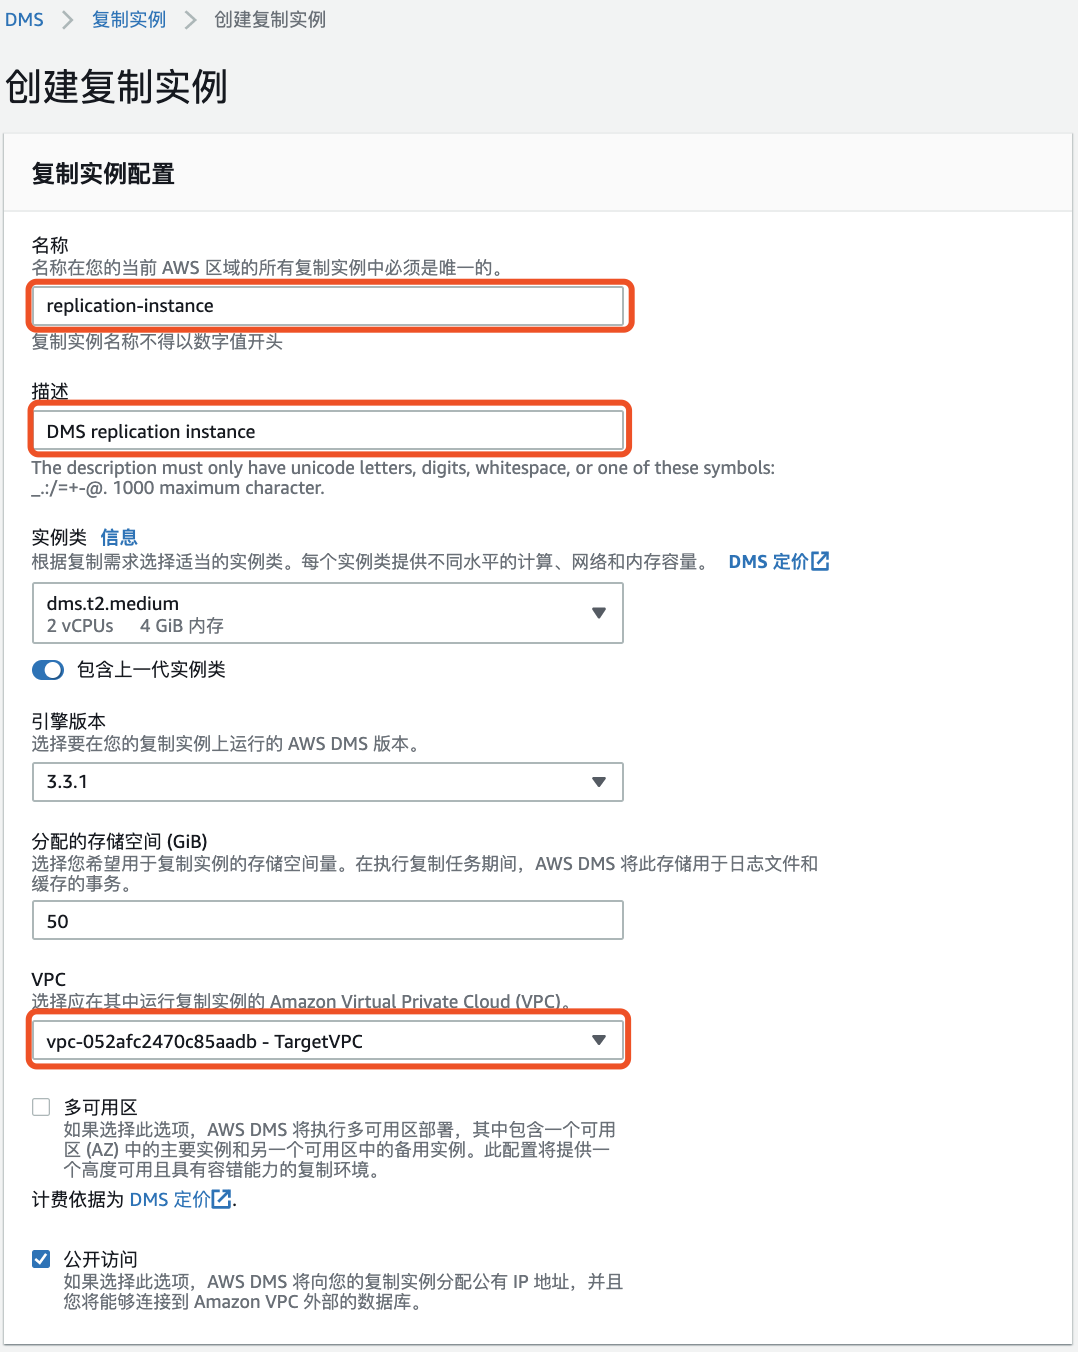 DMS > 复制实例 > 创建复制实例
创建复制实例
复制实例配置
名称
名称在您的当前 AWS 区域的所有复制实例中必须是唯一的。
replication-instance
复制实例名称不得以数字值开头
描述
DMS replication instance
The description must only have unicode letters, digits, whitespace, or one of these symbols:
_.:/=+-@. 1000 maximum character.
实例类 信息
根据复制需求选择适当的实例类。每个实例类提供不同水平的计算、网络和内存容量。 DMS 定价
dms.t2.medium
2 vCPUs 4 GiB 内存
包含上一代实例类
引擎版本
选择要在您的复制实例上运行的 AWS DMS 版本。
3.3.1
分配的存储空间 (GiB)
选择您希望用于复制实例的存储空间量。在执行复制任务期间，AWS DMS 将此存储用于日志文件和
缓存的事务。
50
VPC
选择应在其中运行复制实例的 Amazon Virtual Private Cloud (VPC)。
vpc-052afc2470c85aadb - TargetVPC
多可用区
如果选择此选项，AWS DMS 将执行多可用区部署，其中包含一个可用
区 (AZ) 中的主要实例和另一个可用区中的备用实例。此配置将提供一
个高度可用且具有容错能力的复制环境。
计费依据为 DMS 定价.
公开访问
如果选择此选项，AWS DMS 将向您的复制实例分配公有 IP 地址，并且
您将能够连接到 Amazon VPC 外部的数据库。